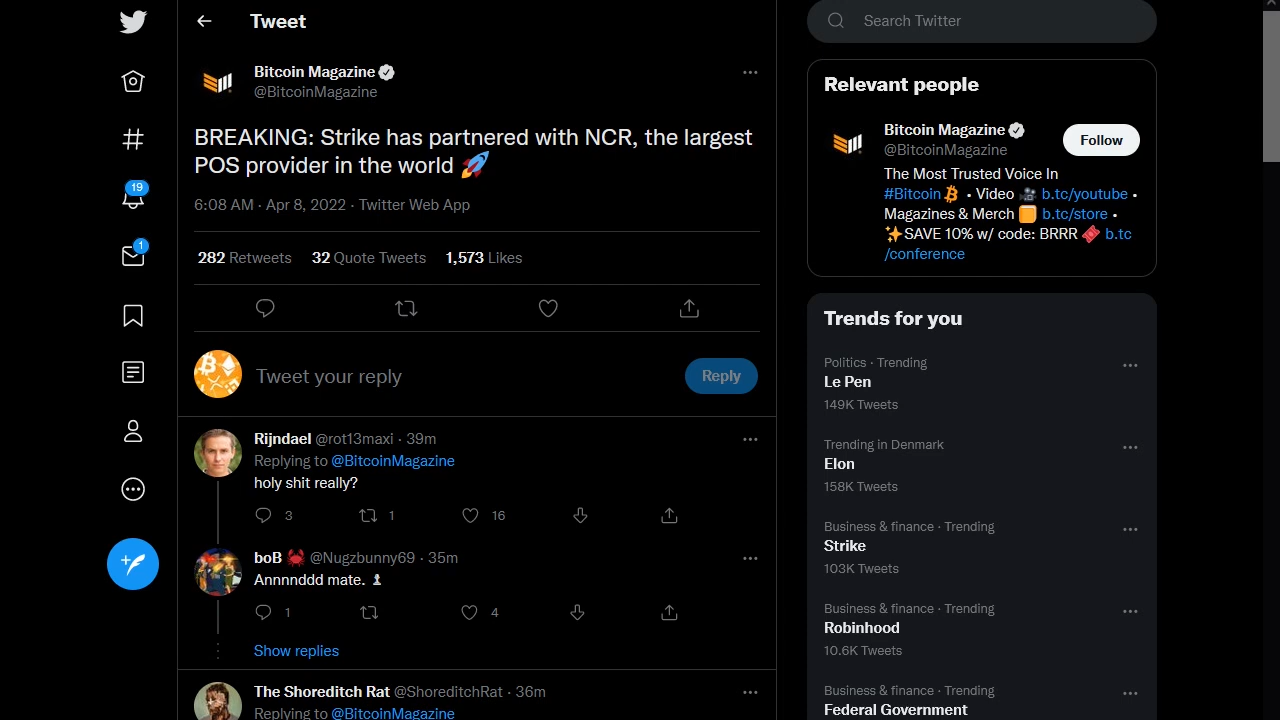 Tweet
Bitcoin Magazine
@BitcoinMagazine
BREAKING: Strike has partnered with NCR, the largest
POS provider in the world 🚀
6:08 AM · Apr 8, 2022 · Twitter Web App
282 Retweets 32 Quote Tweets 1,573 Likes
Tweet your reply
Reply
Rijndael @rot13maxi · 39m
Replying to @BitcoinMagazine
holy shit really?
3 1 16
boB 🦀 @Nugzbunny69 · 35m
Annnnddd mate. ♟
1 4
Show replies
The Shoreditch Rat @ShoreditchRat · 36m
Replying to @BitcoinMagazine
19
1
Search Twitter
Relevant people
Bitcoin Magazine
@BitcoinMagazine
Follow
The Most Trusted Voice In
#Bitcoin • Video 🎥 b.tc/youtube •
Magazines & Merch 📙 b.tc/store •
✨SAVE 10% w/ code: BRRR 🎟 b.tc
/conference
Trends for you
Politics · Trending
Le Pen
149K Tweets
Trending in Denmark
Elon
158K Tweets
Business & finance · Trending
Strike
103K Tweets
Business & finance · Trending
Robinhood
10.6K Tweets
Business & finance · Trending
Federal Government